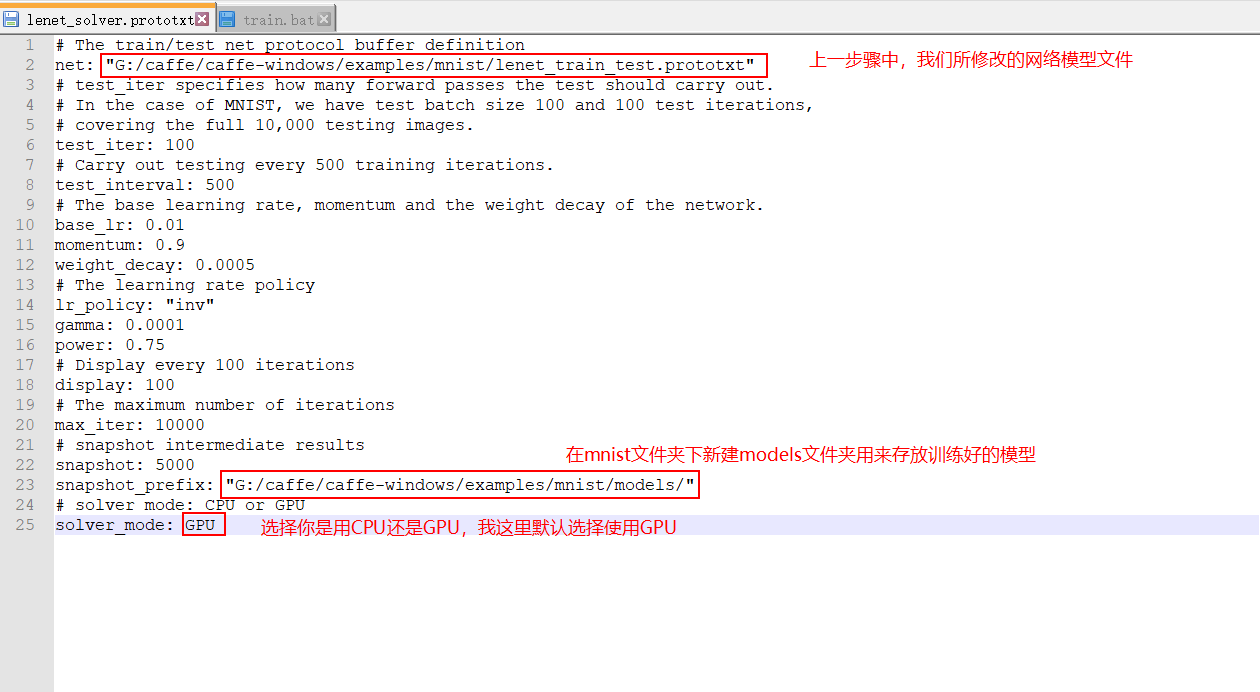 lenet_solver.prototxt train.bat
1 # The train/test net protocol buffer definition
2 net: "G:/caffe/caffe-windows/examples/mnist/lenet_train_test.prototxt" 上一步骤中，我们所修改的网络模型文件
3 # test_iter specifies how many forward passes the test should carry out.
4 # In the case of MNIST, we have test batch size 100 and 100 test iterations,
5 # covering the full 10,000 testing images.
6 test_iter: 100
7 # Carry out testing every 500 training iterations.
8 test_interval: 500
9 # The base learning rate, momentum and the weight decay of the network.
10 base_lr: 0.01
11 momentum: 0.9
12 weight_decay: 0.0005
13 # The learning rate policy
14 lr_policy: "inv"
15 gamma: 0.0001
16 power: 0.75
17 # Display every 100 iterations
18 display: 100
19 # The maximum number of iterations
20 max_iter: 10000
21 # snapshot intermediate results
在mnist文件夹下新建models文件夹用来存放训练好的模型
22 snapshot: 5000
23 snapshot_prefix: "G:/caffe/caffe-windows/examples/mnist/models/"
24 # solver mode: CPU or GPU
25 solver_mode: GPU 选择你是用CPU还是GPU，我这里默认选择使用GPU